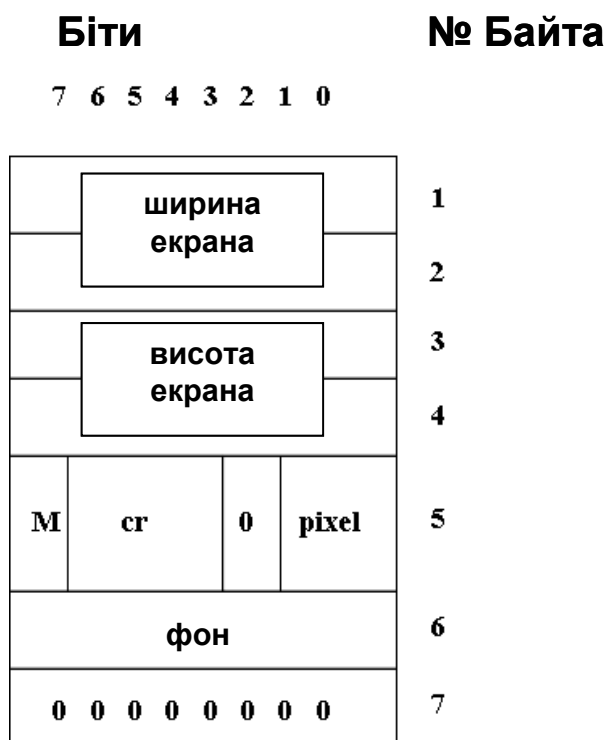 Біти № Байта
7 6 5 4 3 2 1 0
ширина 1
екрана
2
висота 3
екрана
4
M cr 0 pixel 5
фон 6
0 0 0 0 0 0 0 0 7